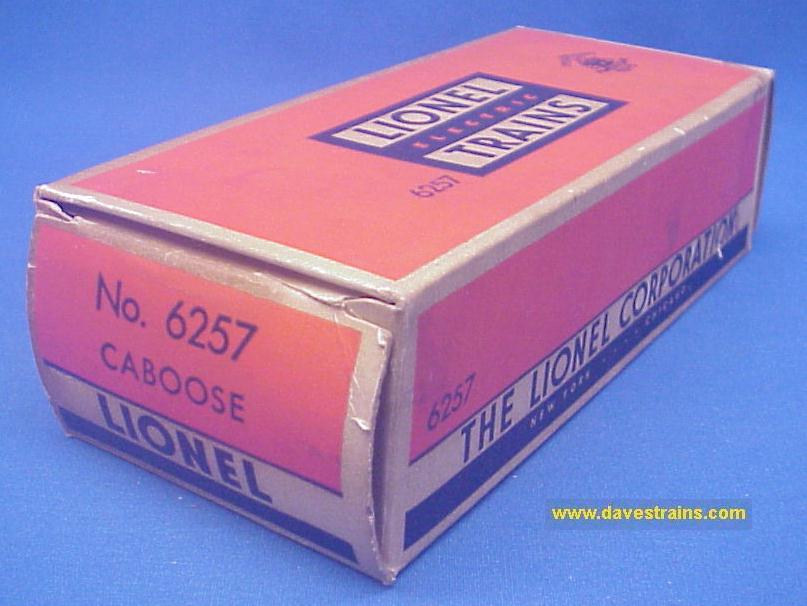 LIONEL
ELECTRIC
TRAINS
6257
No. 6257
CABOOSE
LIONEL
6257
THE LIONEL CORPORATION
NEW YORK CHICAGO
www.davestrains.com